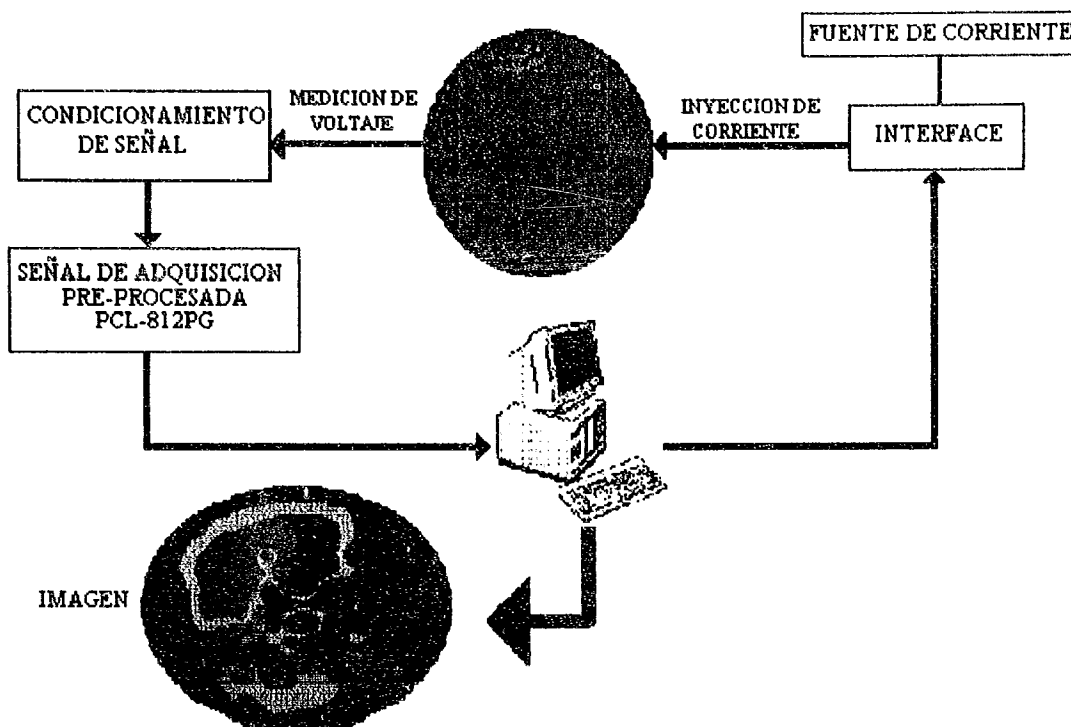 FUENTE DE CORRIENTE
CONDICIONAMIENTO
DE SEÑAL
MEDICION DE
VOLTAJE
INYECCION DE
CORRIENTE
INTERFACE
SEÑAL DE ADQUISICION
PRE-PROCESADA
PCL-812PG
IMAGEN